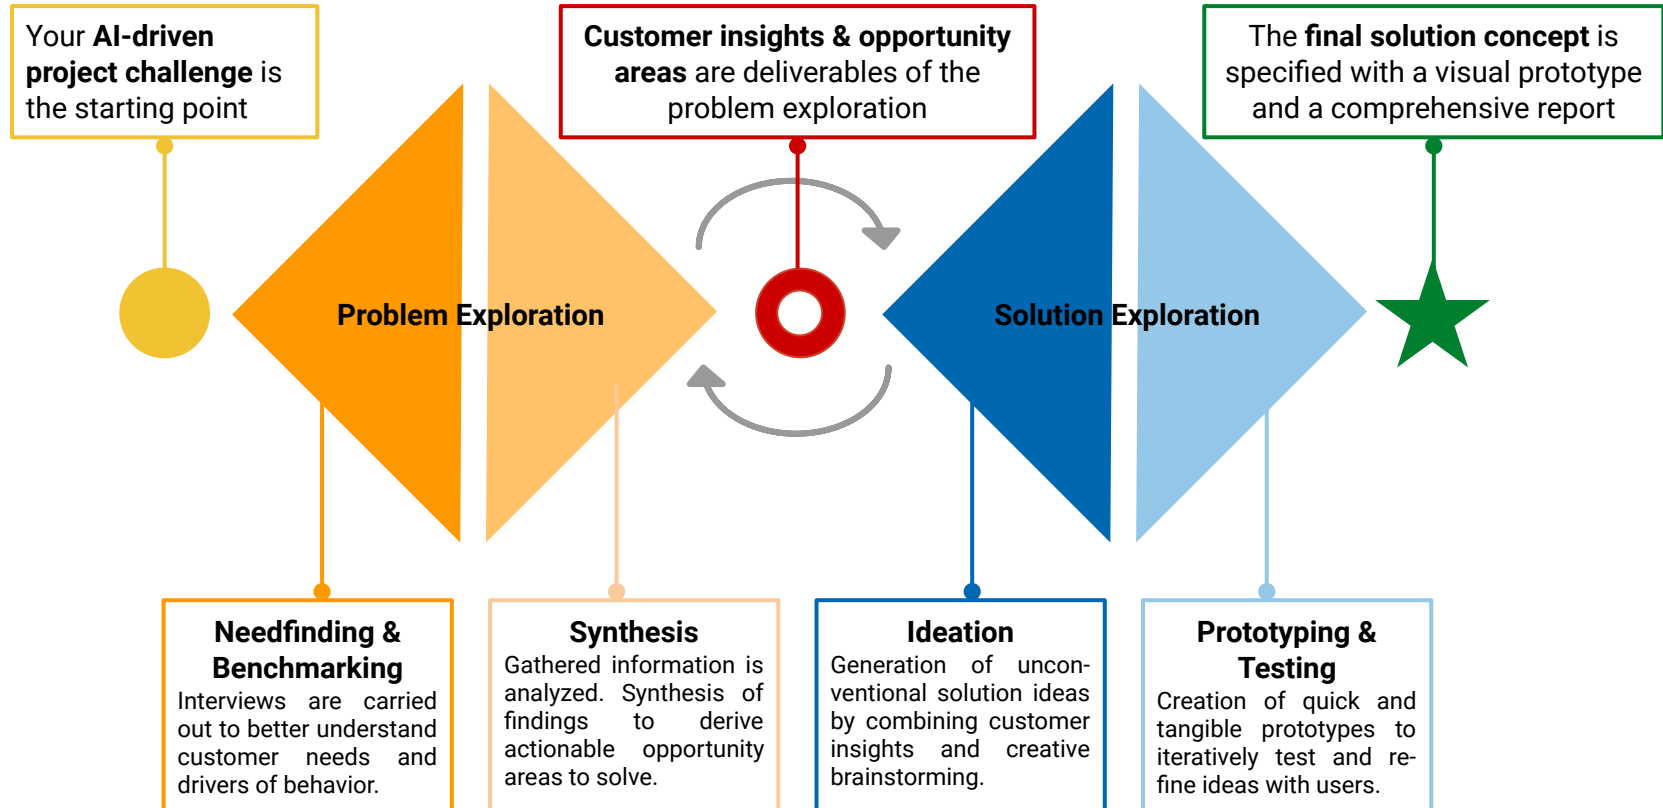 Your AI-driven
project challenge is
the starting point
Customer insights & opportunity
areas are deliverables of the
problem exploration
The final solution concept is
specified with a visual prototype
and a comprehensive report
Problem Exploration
Solution Exploration
Needfinding &
Benchmarking
Interviews are carried
out to better understand
customer needs and
drivers of behavior.
Synthesis
Gathered information is
analyzed. Synthesis of
findings to derive
actionable opportunity
areas to solve.
Ideation
Generation of uncon-
ventional solution ideas
by combining customer
insights and creative
brainstorming.
Prototyping &
Testing
Creation of quick and
tangible prototypes to
iteratively test and re-
fine ideas with users.